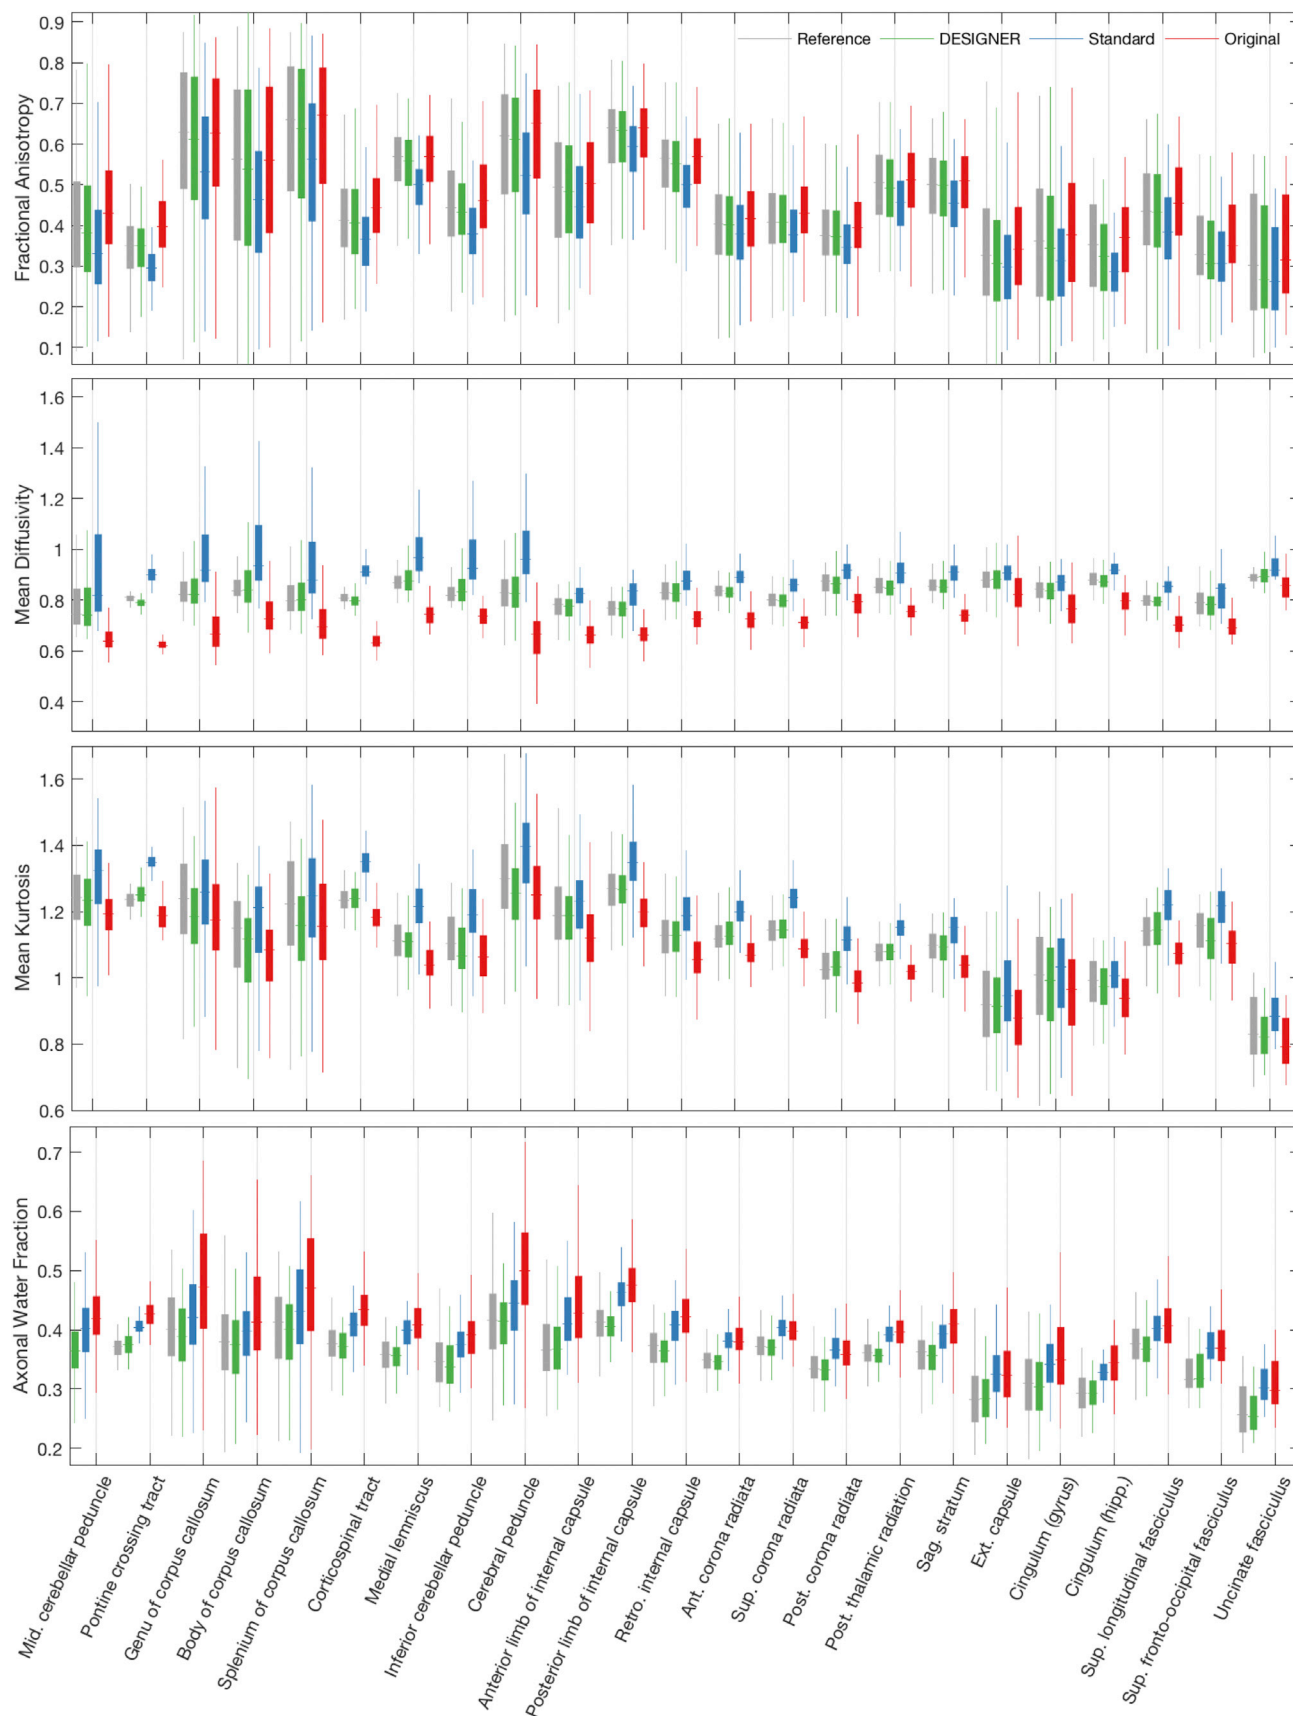 Reference DESIGNER Standard Original
Fractional Anisotropy
0.9
0.8
0.7
0.6
0.5
0.4
0.3
0.2
0.1
Mean Diffusivity
1.6
1.4
1.2
1
0.8
0.6
0.4
Mean Kurtosis
1.6
1.4
1.2
1
0.8
0.6
Axonal Water Fraction
0.7
0.6
0.5
0.4
0.3
0.2
Mid. cerebellar peduncle
Pontine crossing tract
Genu of corpus callosum
Body of corpus callosum
Splenium of corpus callosum
Corticospinal tract
Medial lemniscus
Inferior cerebellar peduncle
Cerebral peduncle
Anterior limb of internal capsule
Posterior limb of internal capsule
Retro. internal capsule
Ant. corona radiata
Sup. corona radiata
Post. corona radiata
Post. thalamic radiation
Sag. stratum
Ext. capsule
Cingulum (gyrus)
Cingulum (hipp.)
Sup. longitudinal fasciculus
Sup. fronto-occipital fasciculus
Uncinate fasciculus